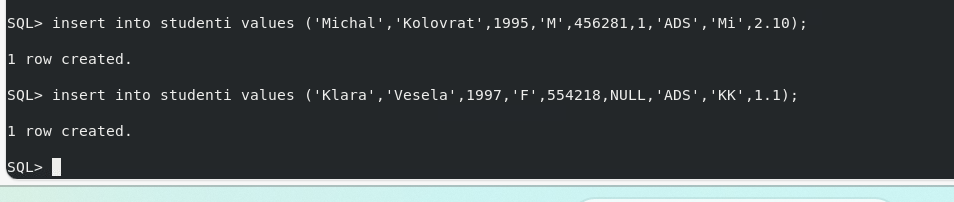 SQL> insert into studenti values ('Michal','Kolovrat',1995,'M',456281,1,'ADS','Mi',2.10);
1 row created.
SQL> insert into studenti values ('Klara','Vesela',1997,'F',554218,NULL,'ADS','KK',1.1);
1 row created.
SQL>